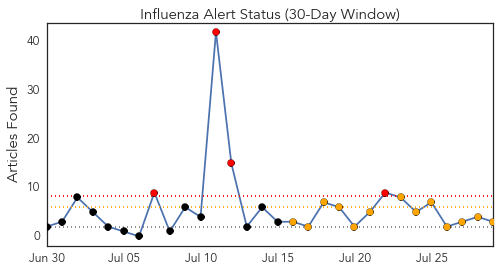 Influenza Alert Status (30-Day Window)
Articles Found
40
30
20
10
0
Jun 30
Jul 05
Jul 10
Jul 15
Jul 20
Jul 25